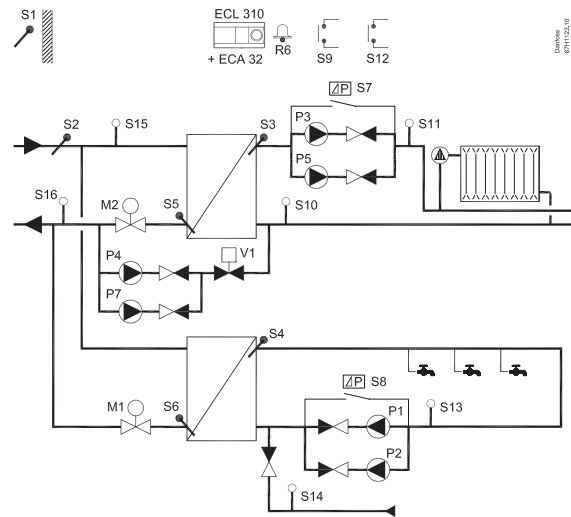 S1
ECL 310
+ ECA 32
R6
S9
S12
Danfoss
87H1123.10
P S7
S2
S15
S3
P3
P5
S11
S16
M2
S5
S10
P4
P7
V1
S4
P S8
M1
S6
P1
P2
S13
S14